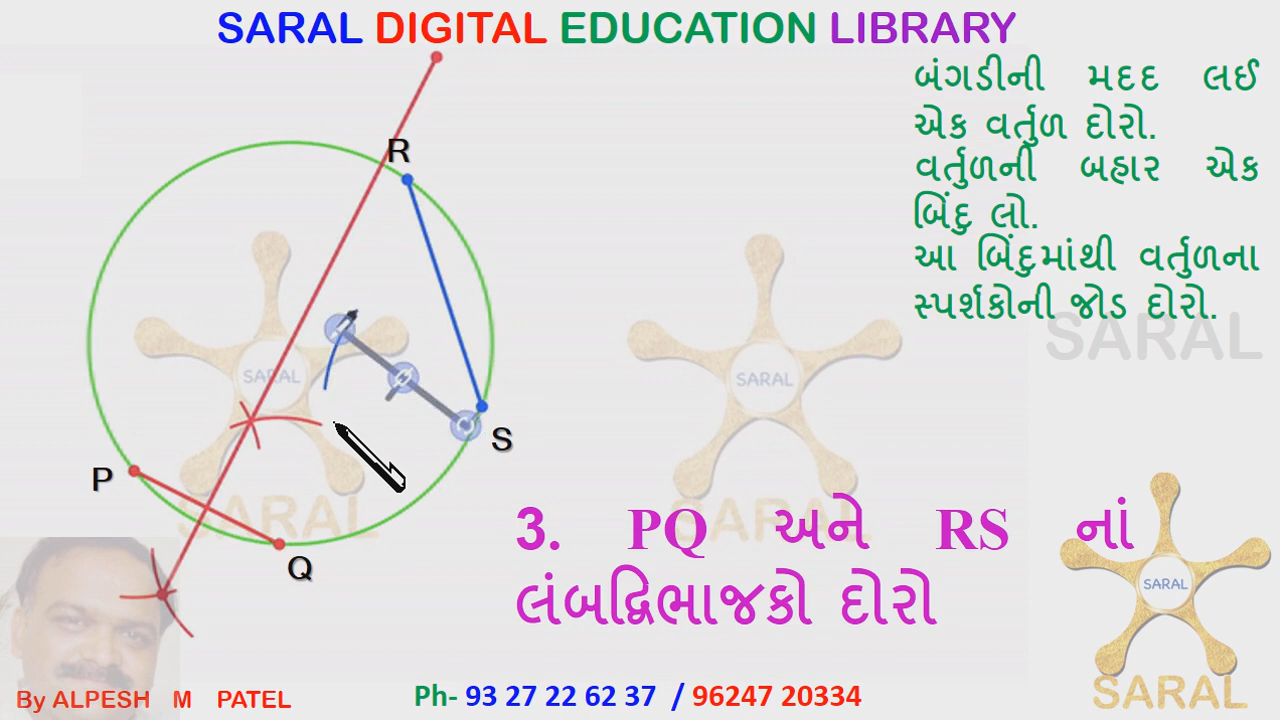 SARAL DIGITAL EDUCATION LIBRARY
બંગડીની મદદ લઈ
એક વર્તુળ દોરો.
વર્તુળની બહાર એક
બિંદુ લો.
આ બિંદુમાંથી વર્તુળના
સ્પર્શકોની જોડ દોરો.
R
S
P
Q
SARAL
SARAL
SARAL
SARAL
SARAL
3. PQ અને RS નાં
લંબદ્વિભાજકો દોરો
SARAL
SARAL
By ALPESH M PATEL
Ph- 93 27 22 62 37 / 96247 20334